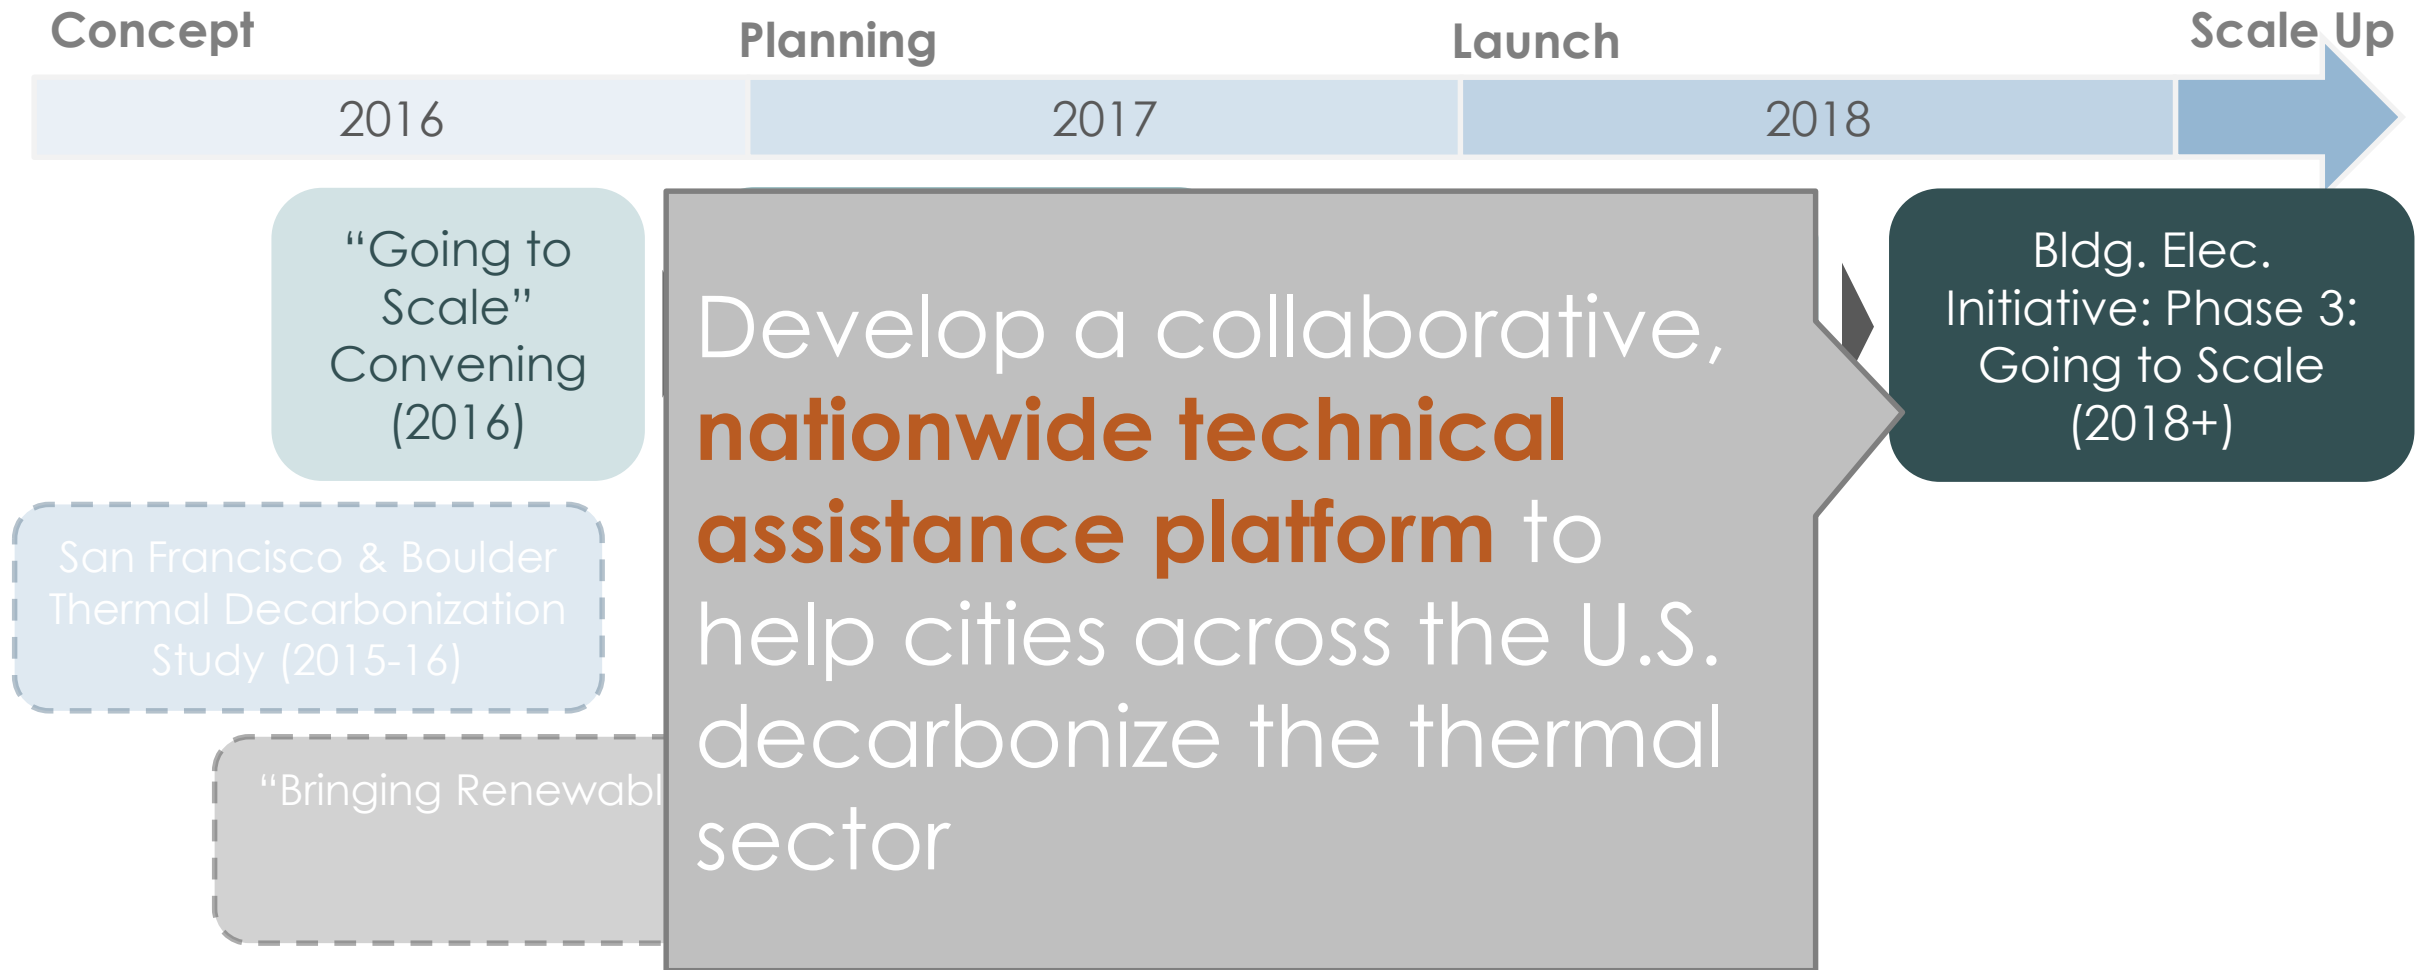 Concept
Planning
Launch
Scale Up
2016
2017
2018
“Going to
Scale”
Convening
(2016)
Develop a collaborative,
nationwide technical
assistance platform to
help cities across the U.S.
decarbonize the thermal
sector
Bldg. Elec.
Initiative: Phase 3:
Going to Scale
(2018+)
San Francisco & Boulder
Thermal Decarbonization
Study (2015-16)
“Bringing